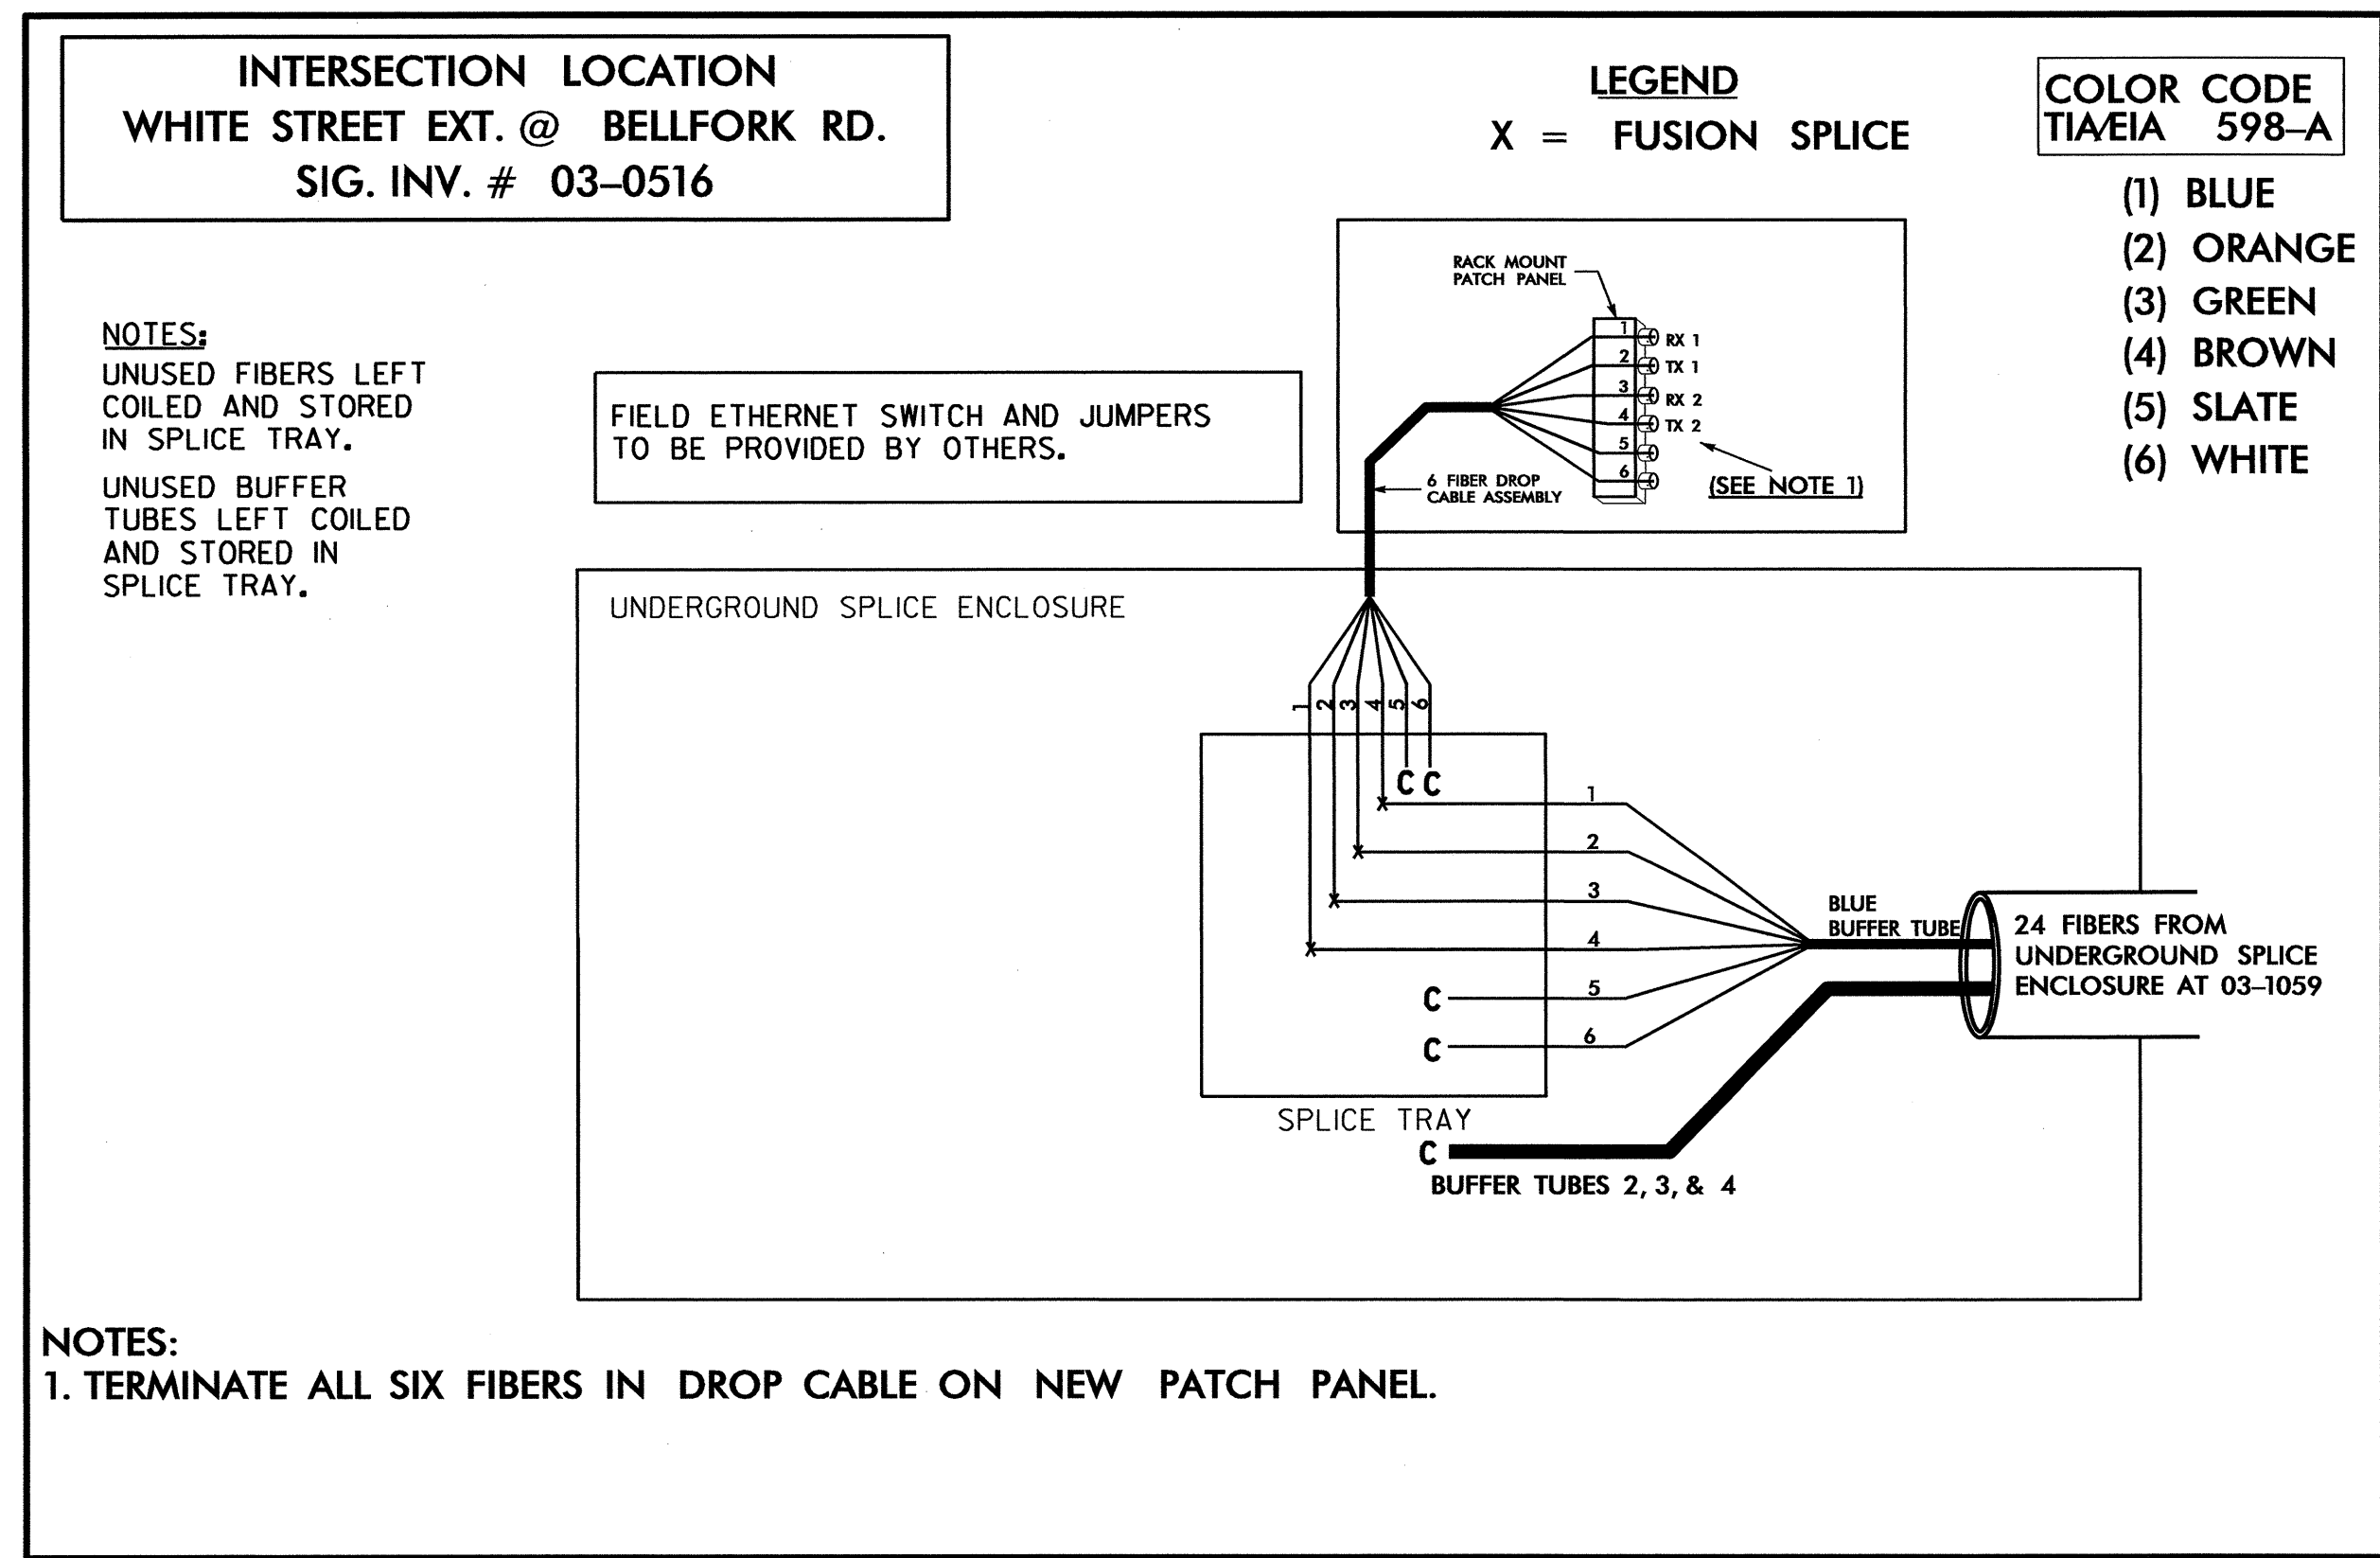 INTERSECTION LOCATION
WHITE STREET EXT. @ BELLFORK RD.
SIG. INV. # 03-0516
LEGEND
X = FUSION SPLICE
COLOR CODE
TIA/EIA 598-A
(1) BLUE
(2) ORANGE
(3) GREEN
(4) BROWN
(5) SLATE
(6) WHITE
NOTES:
UNUSED FIBERS LEFT
COILED AND STORED
IN SPLICE TRAY.
UNUSED BUFFER
TUBES LEFT COILED
AND STORED IN
SPLICE TRAY.
FIELD ETHERNET SWITCH AND JUMPERS
TO BE PROVIDED BY OTHERS.
RACK MOUNT
PATCH PANEL
1 RX 1
2 TX 1
3 RX 2
4 TX 2
5
6
(SEE NOTE 1)
6 FIBER DROP
CABLE ASSEMBLY
UNDERGROUND SPLICE ENCLOSURE
1 2 3 4 5 6
C C
X 1
X 2
X 3
X 4
C 5
C 6
BLUE
BUFFER TUBE
24 FIBERS FROM
UNDERGROUND SPLICE
ENCLOSURE AT 03-1059
SPLICE TRAY
C
BUFFER TUBES 2, 3, & 4
NOTES:
1. TERMINATE ALL SIX FIBERS IN DROP CABLE ON NEW PATCH PANEL.